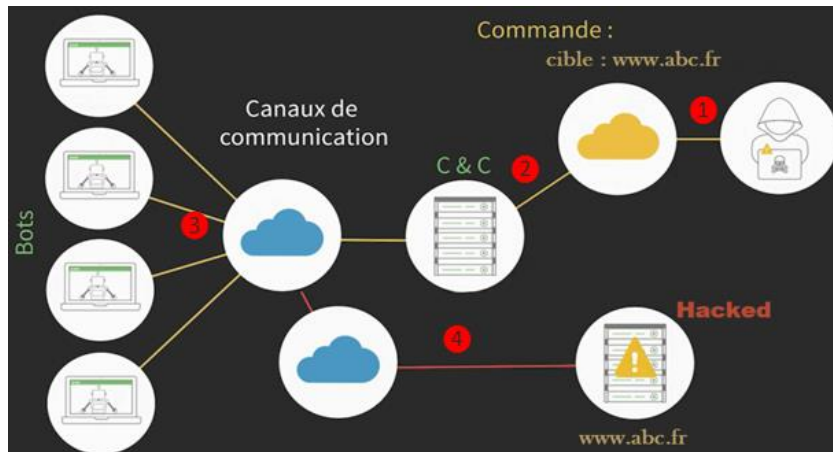 Commande :
cible : www.abc.fr
1
Canaux de
communication
C & C
2
3
Bots
Hacked
4
www.abc.fr